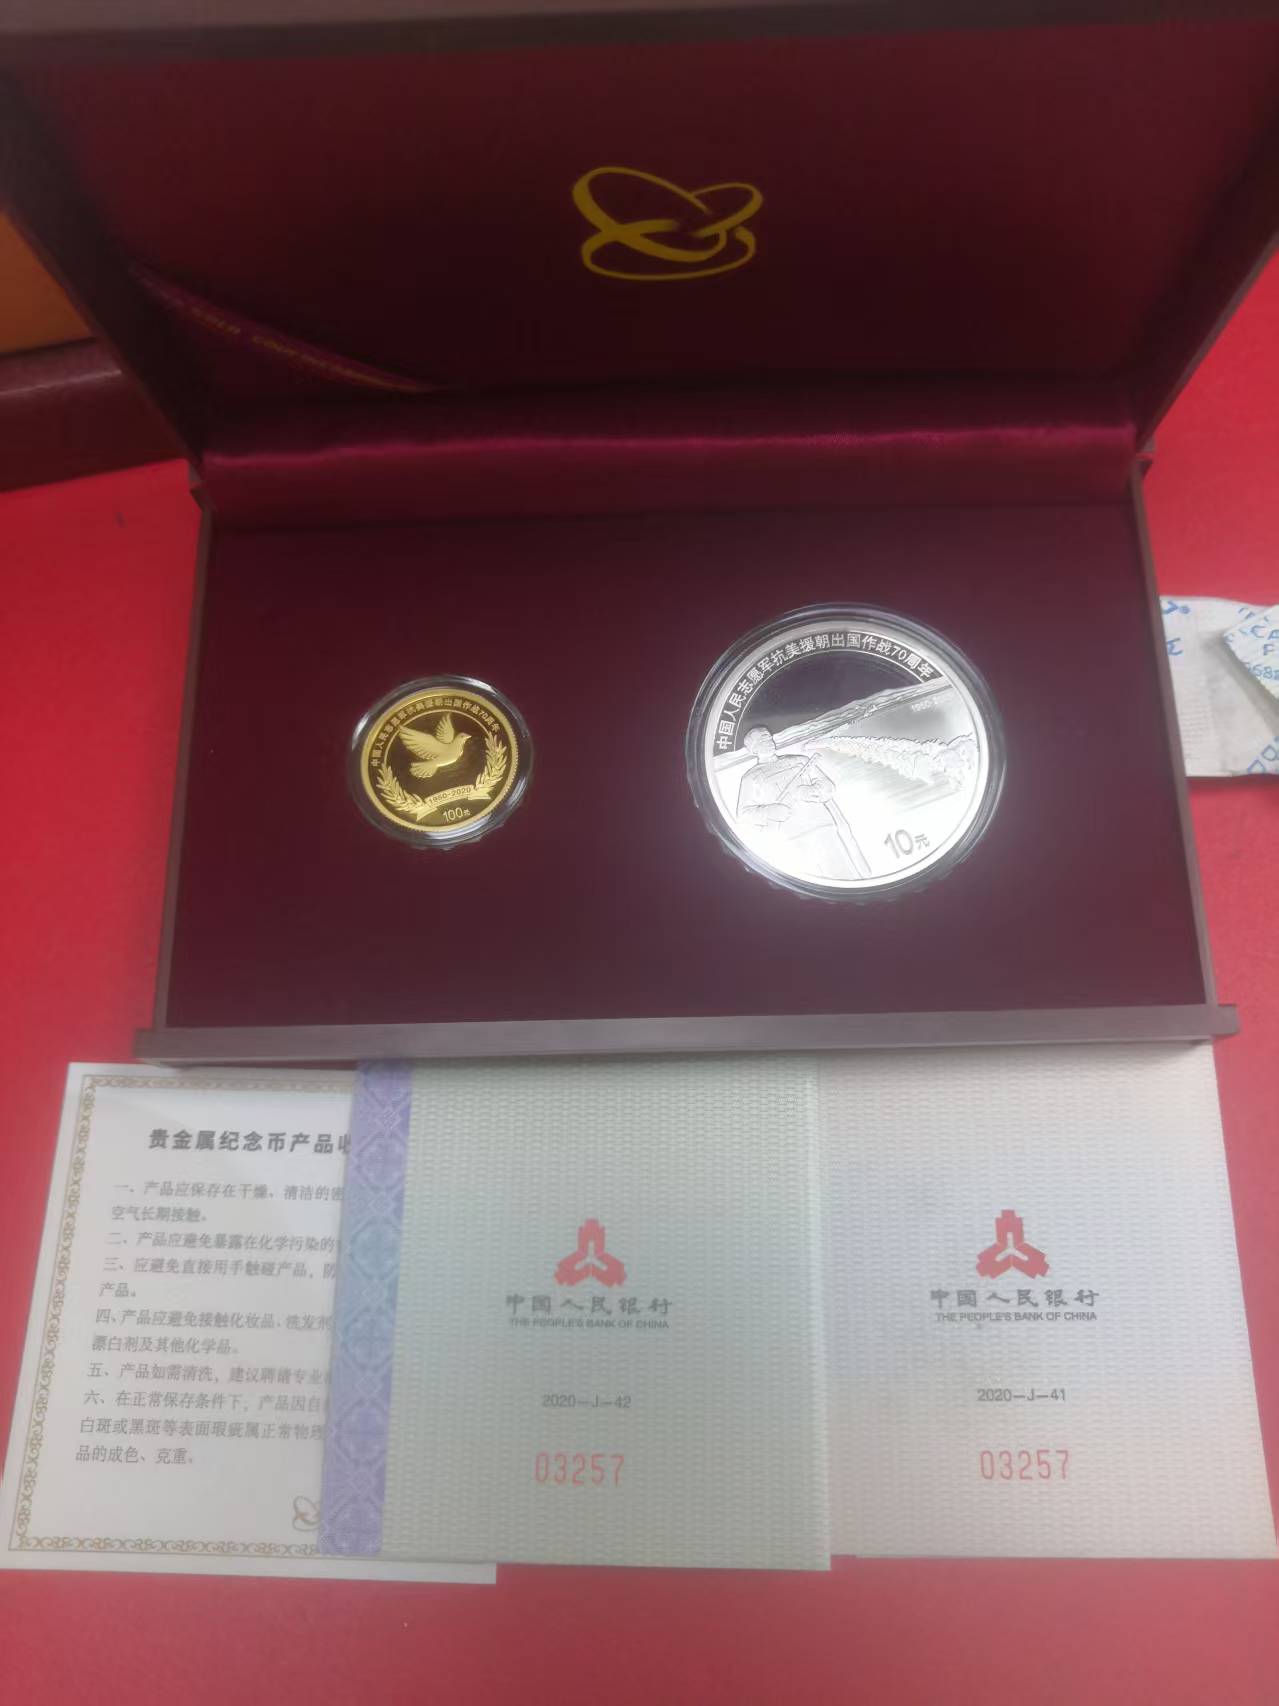 中国人民志愿军抗美援朝出国作战70周年
1950-2020
100元
中国人民志愿军抗美援朝出国作战70周年
10元
贵金属纪念币产品收
一、产品应保存在干燥、清洁的密
空气长期接触。
二、产品应避免暴露在化学污染的
三、应避免直接用手触碰产品，防
产品。
四、产品应避免接触化妆品、洗发剂
漂白剂及其他化学品。
五、产品如需清洗，建议聘请专业
六、在正常保存条件下，产品因自
白斑或黑斑等表面瑕疵属正常物理
品的成色、克重。
中国人民银行
THE PEOPLE'S BANK OF CHINA
2020-J-42
03257
中国人民银行
THE PEOPLE'S BANK OF CHINA
2020-J-41
03257